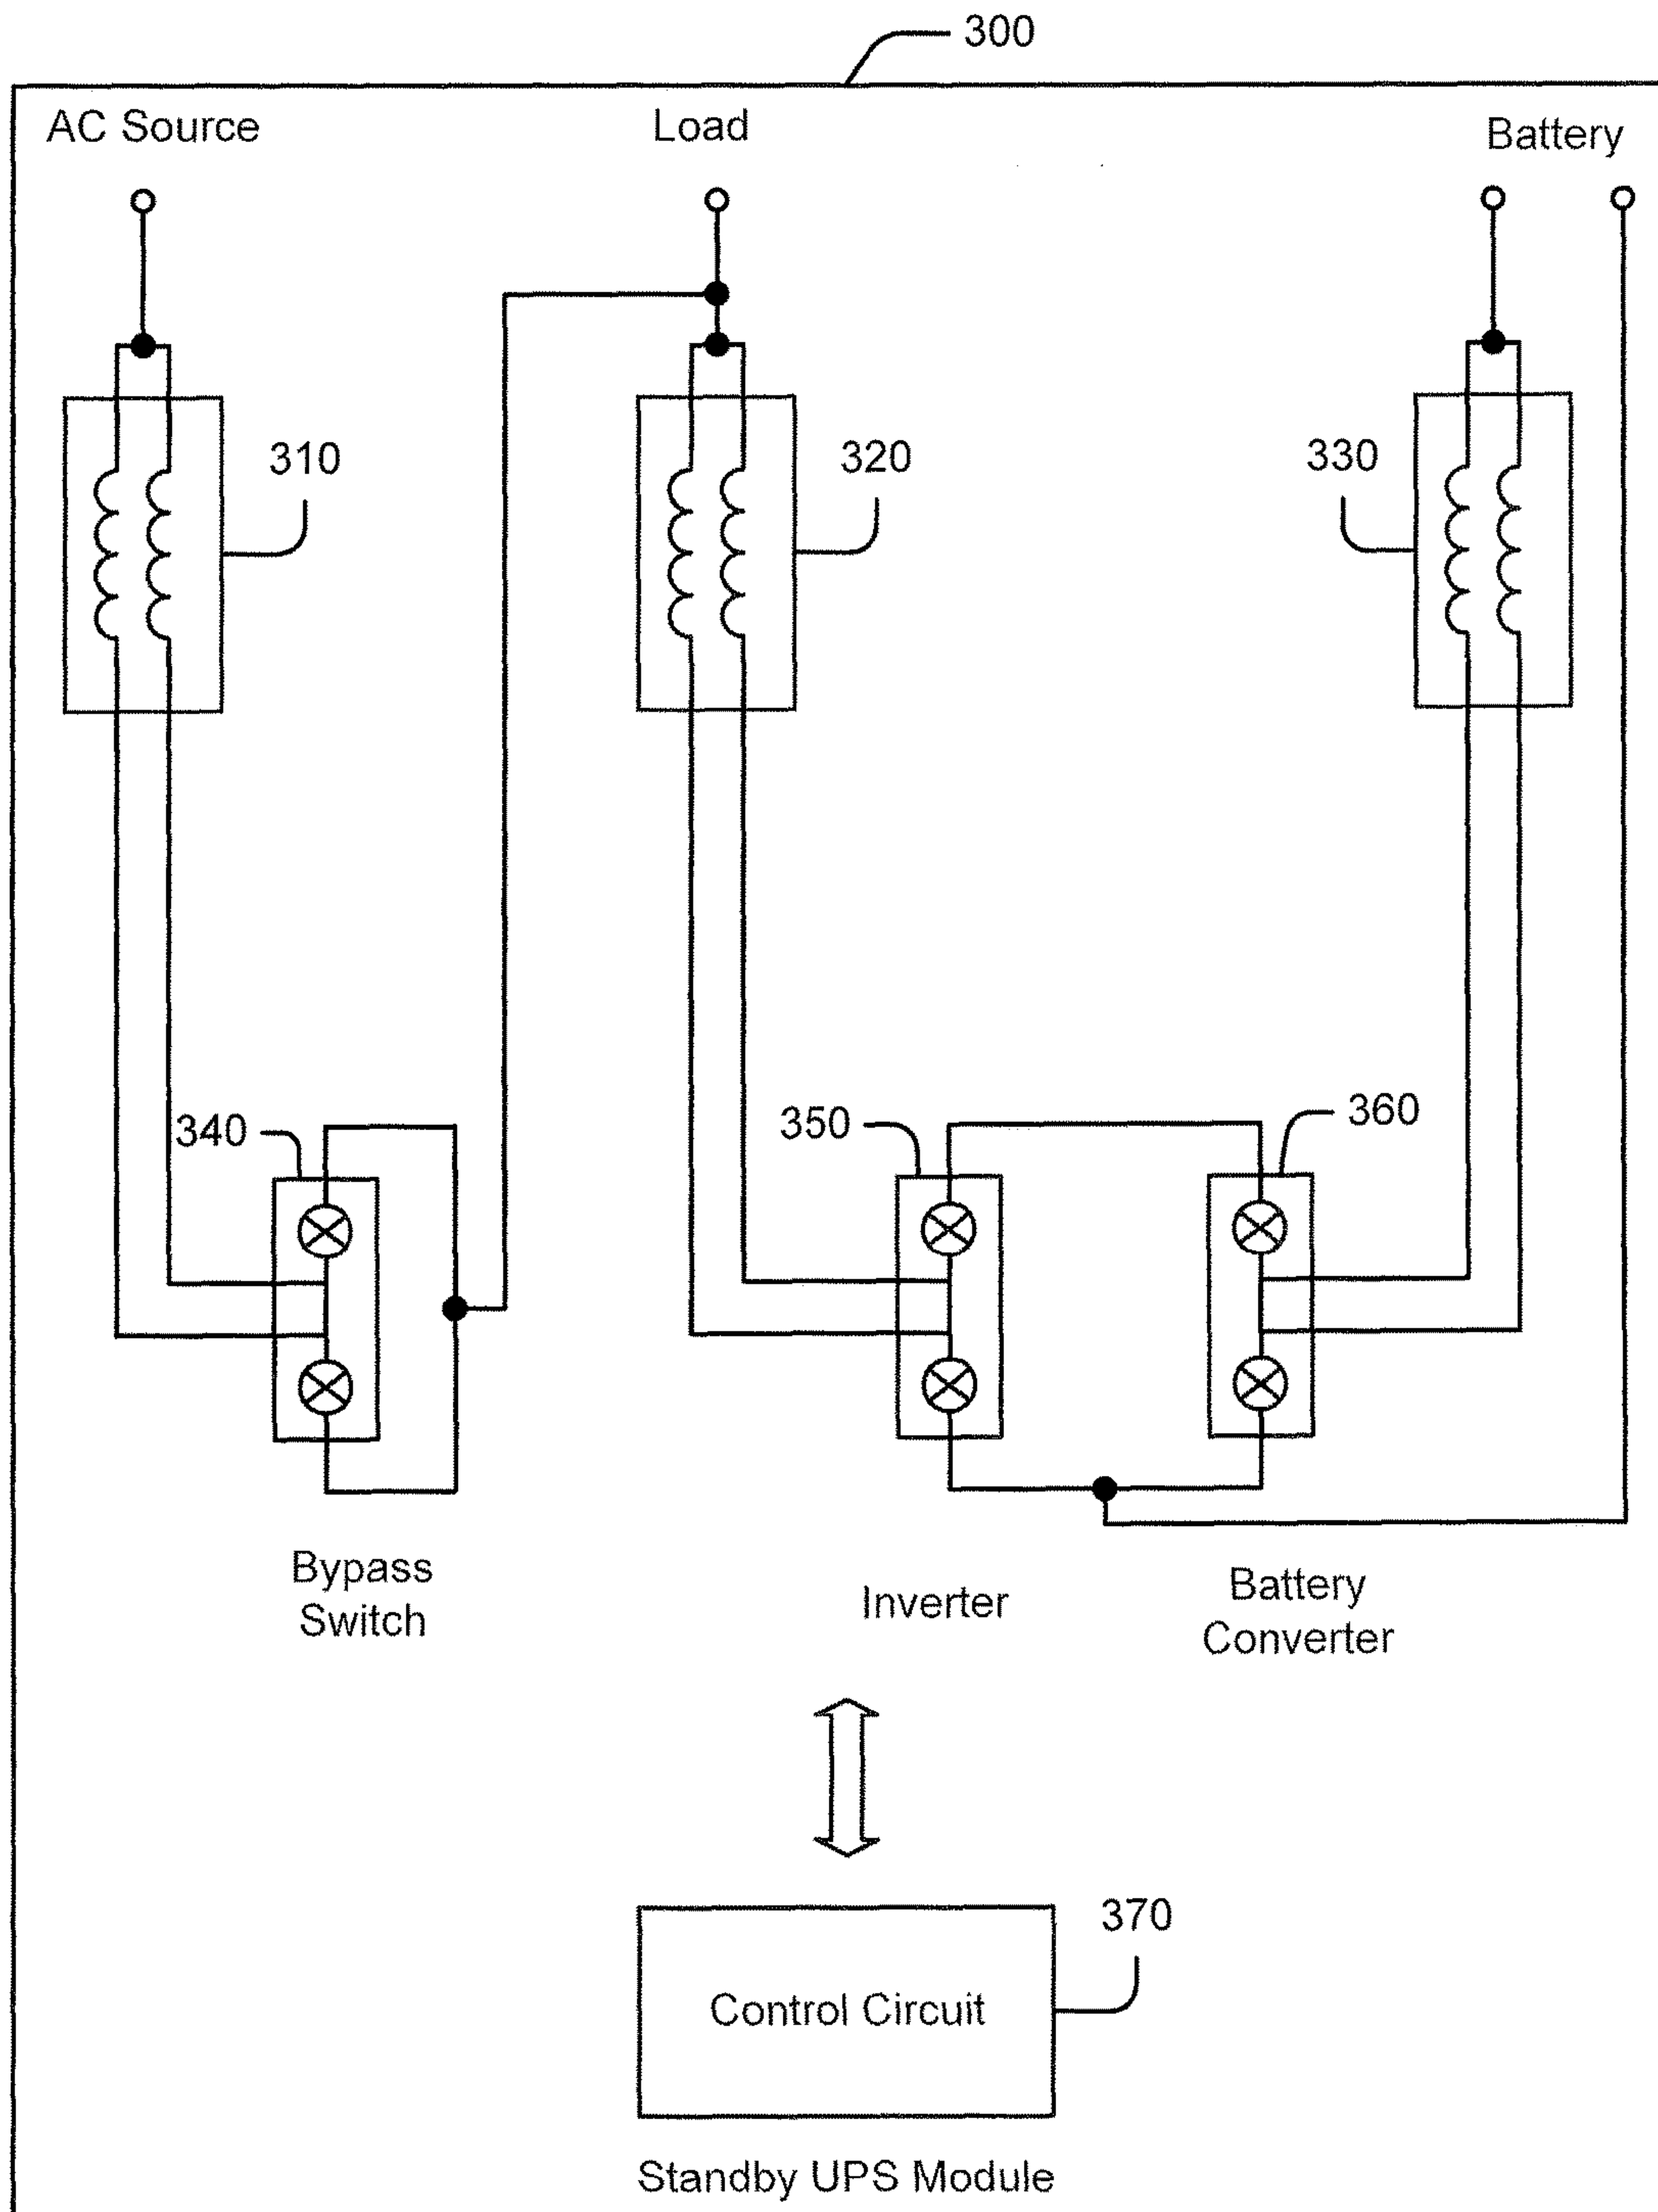 300
AC Source
Load
Battery
310
320
330
340
350
360
Bypass
Switch
Inverter
Battery
Converter
370
Control Circuit
Standby UPS Module